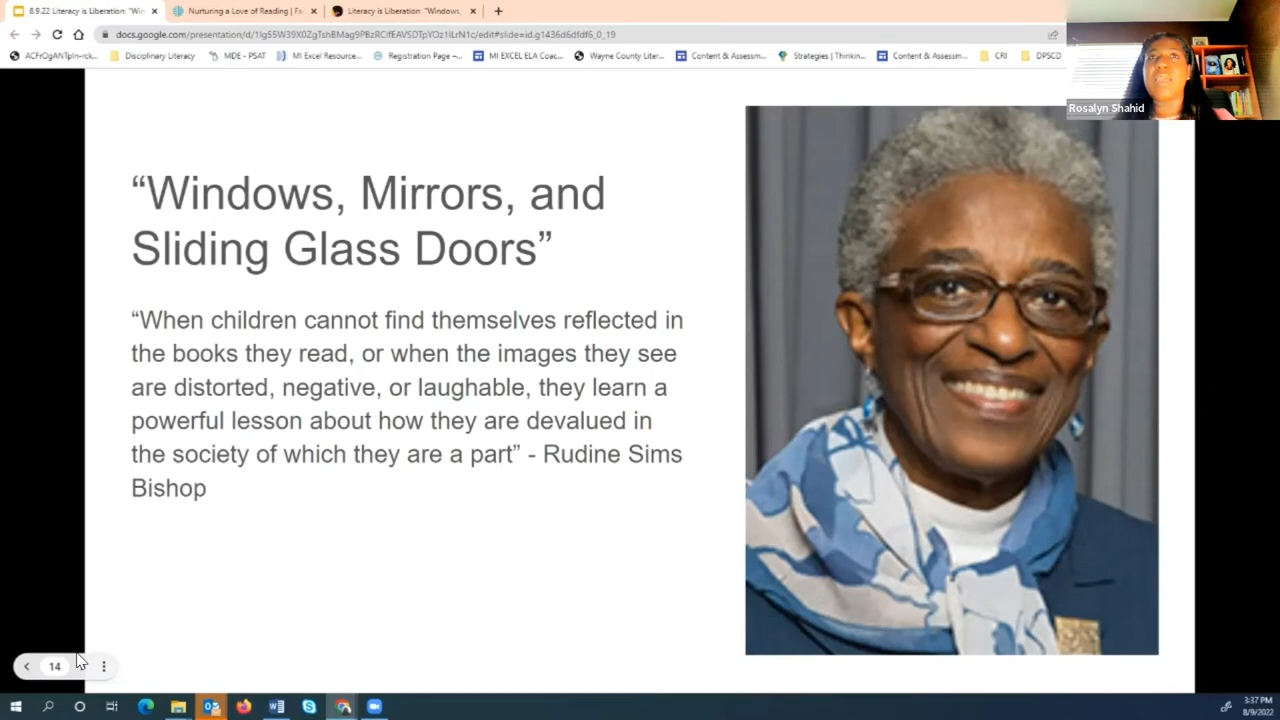 8.9.22 Literacy is Liberation: "Win
Nurturing a Love of Reading | Fa
Literacy is Liberation: "Windows,
ACFrOgANTpIn-rck...
Disciplinary Literacy
MDE - PSAT
MI Excel Resource...
Registration Page -...
MI EXCEL ELA Coac...
Wayne County Liter...
Content & Assessm...
Strategies | Thinkin...
Content & Assessm...
CRI
DPSCD
Rosalyn Shahid
“Windows, Mirrors, and
Sliding Glass Doors”
“When children cannot find themselves reflected in
the books they read, or when the images they see
are distorted, negative, or laughable, they learn a
powerful lesson about how they are devalued in
the society of which they are a part” - Rudine Sims
Bishop
14
3:37 PM
8/9/2022